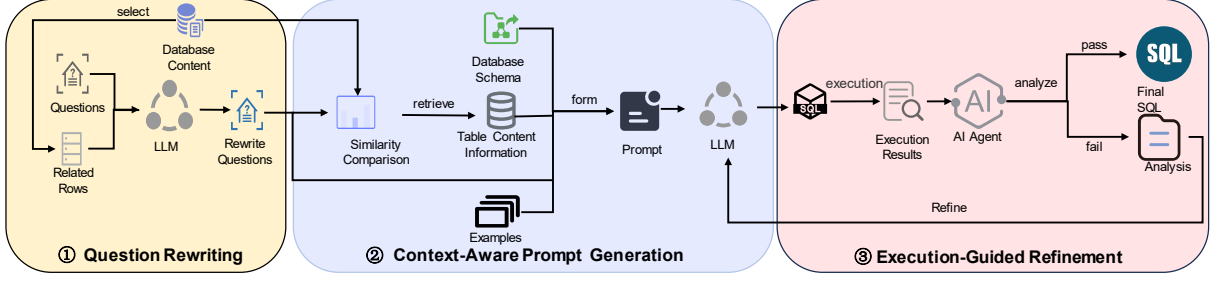 select
Database
Content
Questions
Related
Rows
LLM
Rewrite
Questions
① Question Rewriting
Database
Schema
retrieve
Similarity
Comparison
Table Content
Information
form
Examples
Prompt
LLM
② Context-Aware Prompt Generation
SQL
execution
Execution
Results
AI
AI Agent
analyze
pass
SQL
Final
SQL
fail
Analysis
Refine
③ Execution-Guided Refinement